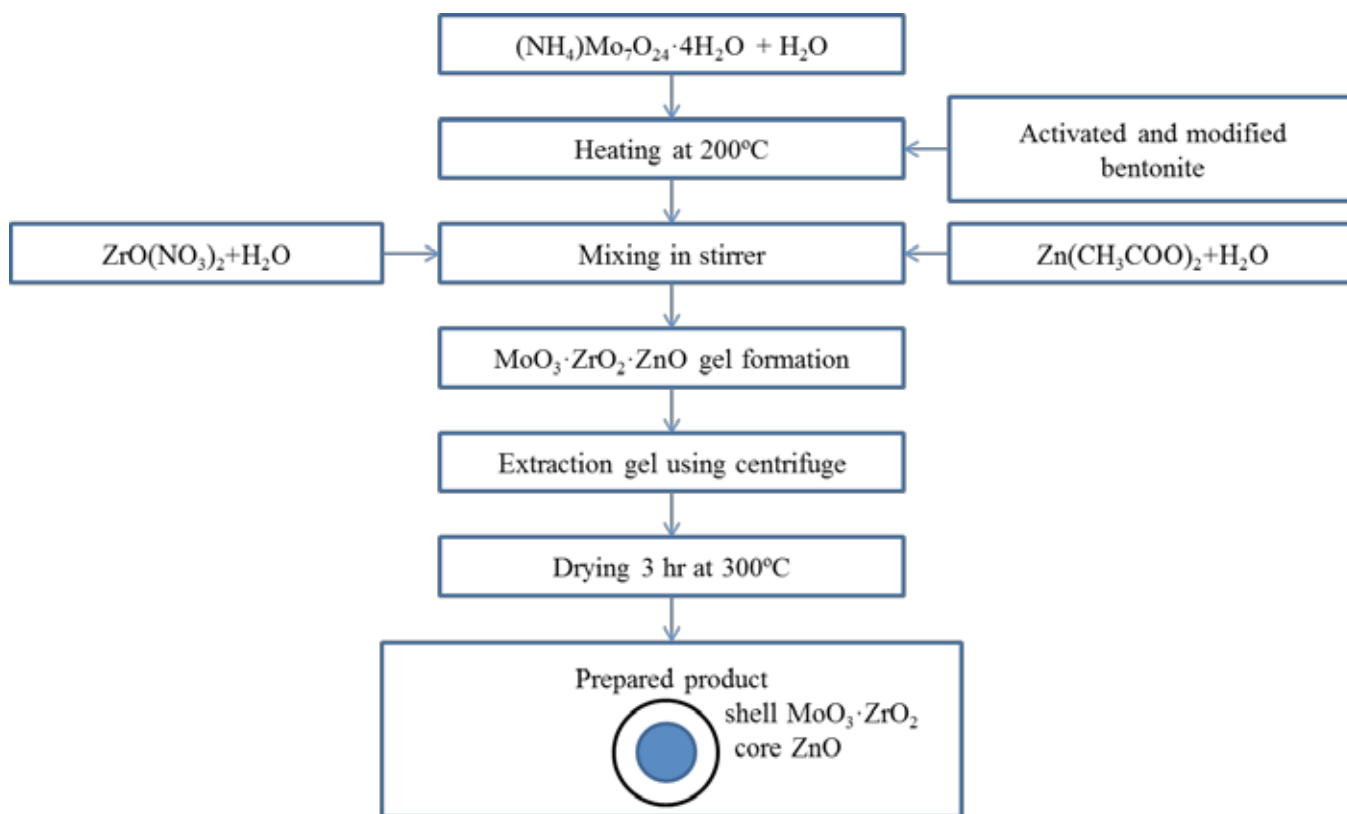 (NH₄)Mo₇O₂₄·4H₂O + H₂O
Heating at 200ºC
Activated and modified
bentonite
ZrO(NO₃)₂+H₂O
Mixing in stirrer
Zn(CH₃COO)₂+H₂O
MoO₃·ZrO₂·ZnO gel formation
Extraction gel using centrifuge
Drying 3 hr at 300ºC
Prepared product
shell MoO₃·ZrO₂
core ZnO